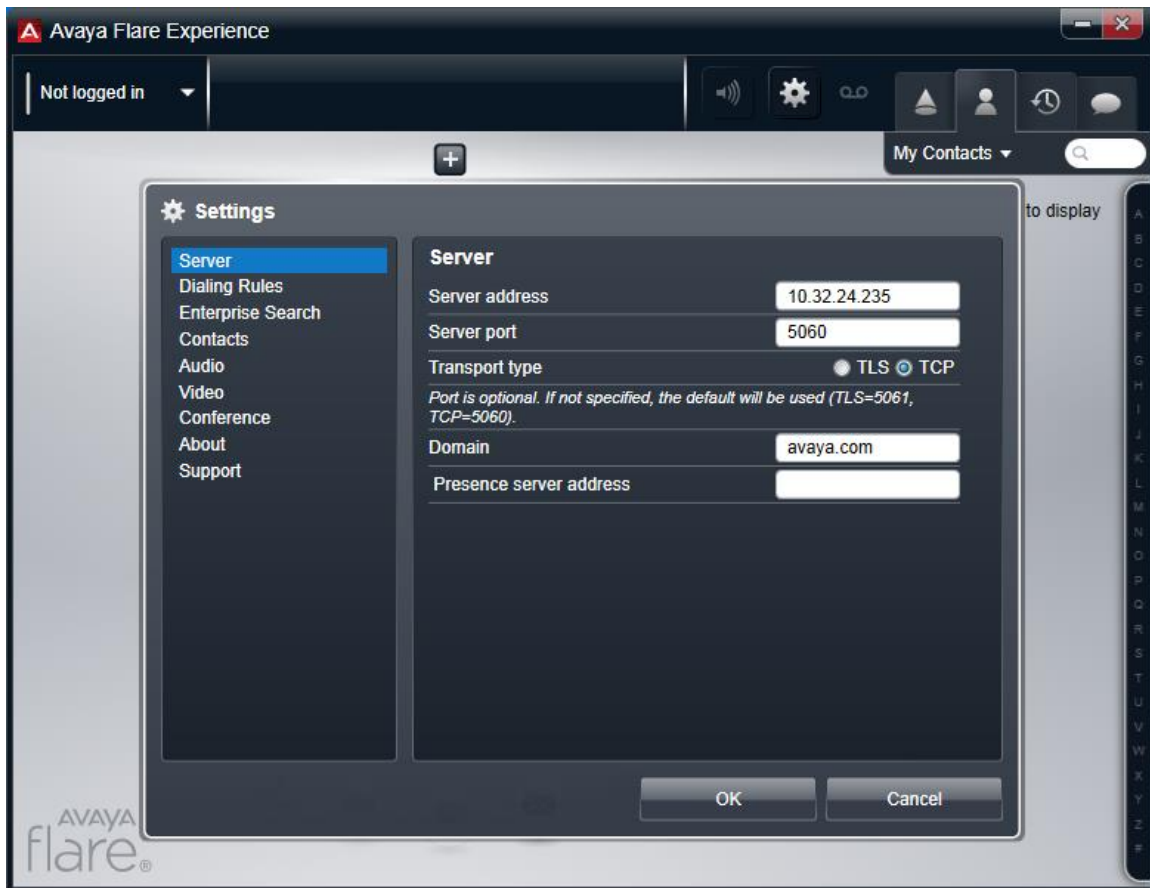 Avaya Flare Experience
Not logged in
My Contacts
to display
Settings
Server
Dialing Rules
Enterprise Search
Contacts
Audio
Video
Conference
About
Support
Server
Server address 10.32.24.235
Server port 5060
Transport type TLS TCP
Port is optional. If not specified, the default will be used (TLS=5061,
TCP=5060).
Domain avaya.com
Presence server address
OK Cancel
AVAYA
flare®
A
B
C
D
E
F
G
H
I
J
K
L
M
N
O
P
Q
R
S
T
U
V
W
X
Y
Z
#